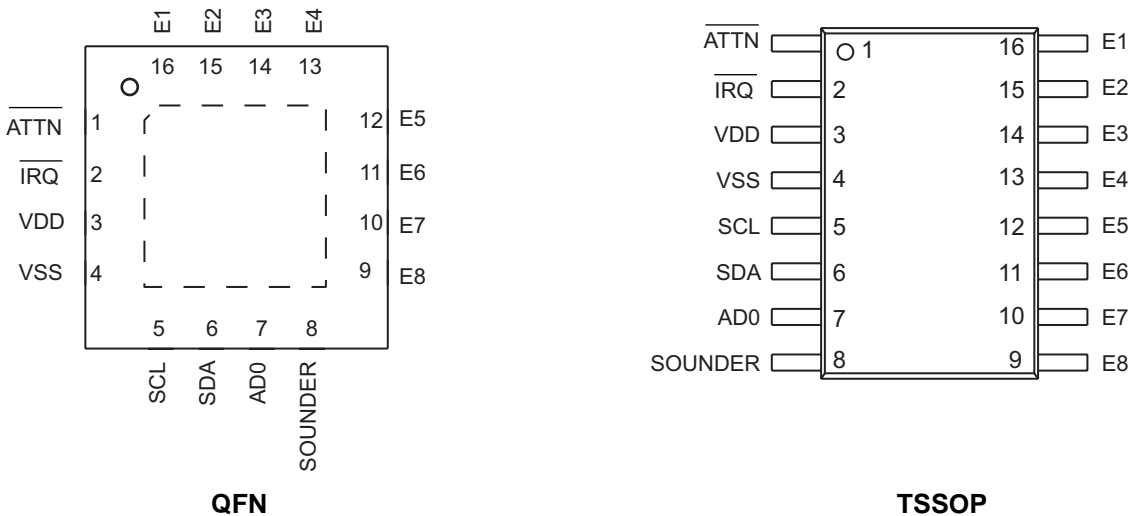 E1 E2 E3 E4
16 15 14 13
ATTN 1 12 E5
IRQ 2 11 E6
VDD 3 10 E7
VSS 4 9 E8
5 6 7 8
SCL SDA AD0 SOUNDER
QFN
ATTN 1 16 E1
IRQ 2 15 E2
VDD 3 14 E3
VSS 4 13 E4
SCL 5 12 E5
SDA 6 11 E6
AD0 7 10 E7
SOUNDER 8 9 E8
TSSOP